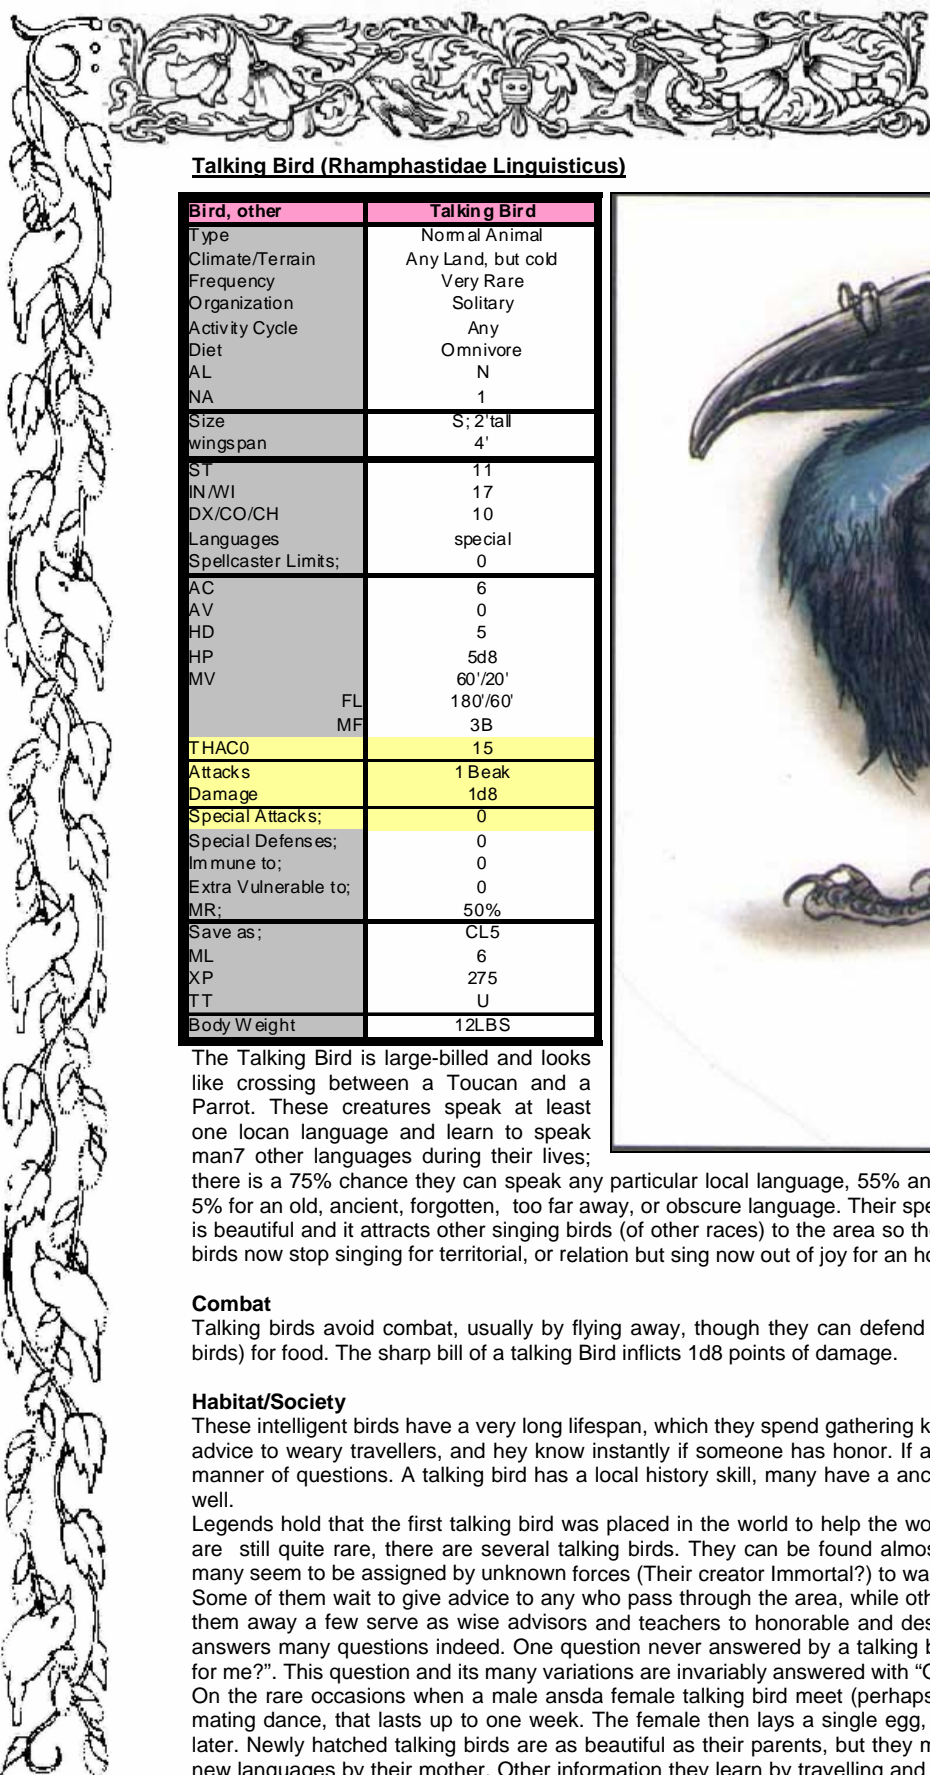 Talking Bird (Rhamphastidae Linguisticus)
Bird, other Talking Bird
Type Normal Animal
Climate/Terrain Any Land, but cold
Frequency Very Rare
Organization Solitary
Activity Cycle Any
Diet Omnivore
AL N
NA 1
Size S; 2'tall
wingspan 4'
ST 11
IN/WI 17
DX/CO/CH 10
Languages special
Spellcaster Limits; 0
AC 6
AV 0
HD 5
HP 5d8
MV 60'/20'
FL 180'/60'
MF 3B
THAC0 15
Attacks 1 Beak
Damage 1d8
Special Attacks; 0
Special Defenses; 0
Immune to; 0
Extra Vulnerable to; 0
MR; 50%
Save as; CL5
ML 6
XP 275
TT U
Body Weight 12LBS
The Talking Bird is large-billed and looks
like crossing between a Toucan and a
Parrot. These creatures speak at least
one locan language and learn to speak
man7 other languages during their lives;
there is a 75% chance they can speak any particular local language, 55% an
5% for an old, ancient, forgotten, too far away, or obscure language. Their spe
is beautiful and it attracts other singing birds (of other races) to the area so the
birds now stop singing for territorial, or relation but sing now out of joy for an ho
Combat
Talking birds avoid combat, usually by flying away, though they can defend
birds) for food. The sharp bill of a talking Bird inflicts 1d8 points of damage.
Habitat/Society
These intelligent birds have a very long lifespan, which they spend gathering k
advice to weary travellers, and hey know instantly if someone has honor. If a
manner of questions. A talking bird has a local history skill, many have a anc
well.
Legends hold that the first talking bird was placed in the world to help the wo
are still quite rare, there are several talking birds. They can be found almos
many seem to be assigned by unknown forces (Their creator Immortal?) to wa
Some of them wait to give advice to any who pass through the area, while oth
them away a few serve as wise advisors and teachers to honorable and des
answers many questions indeed. One question never answered by a talking b
for me?”. This question and its many variations are invariably answered with “C
On the rare occasions when a male ansda female talking bird meet (perhaps
mating dance, that lasts up to one week. The female then lays a single egg,
later. Newly hatched talking birds are as beautiful as their parents, but they m
new languages by their mother. Other information they learn by travelling and